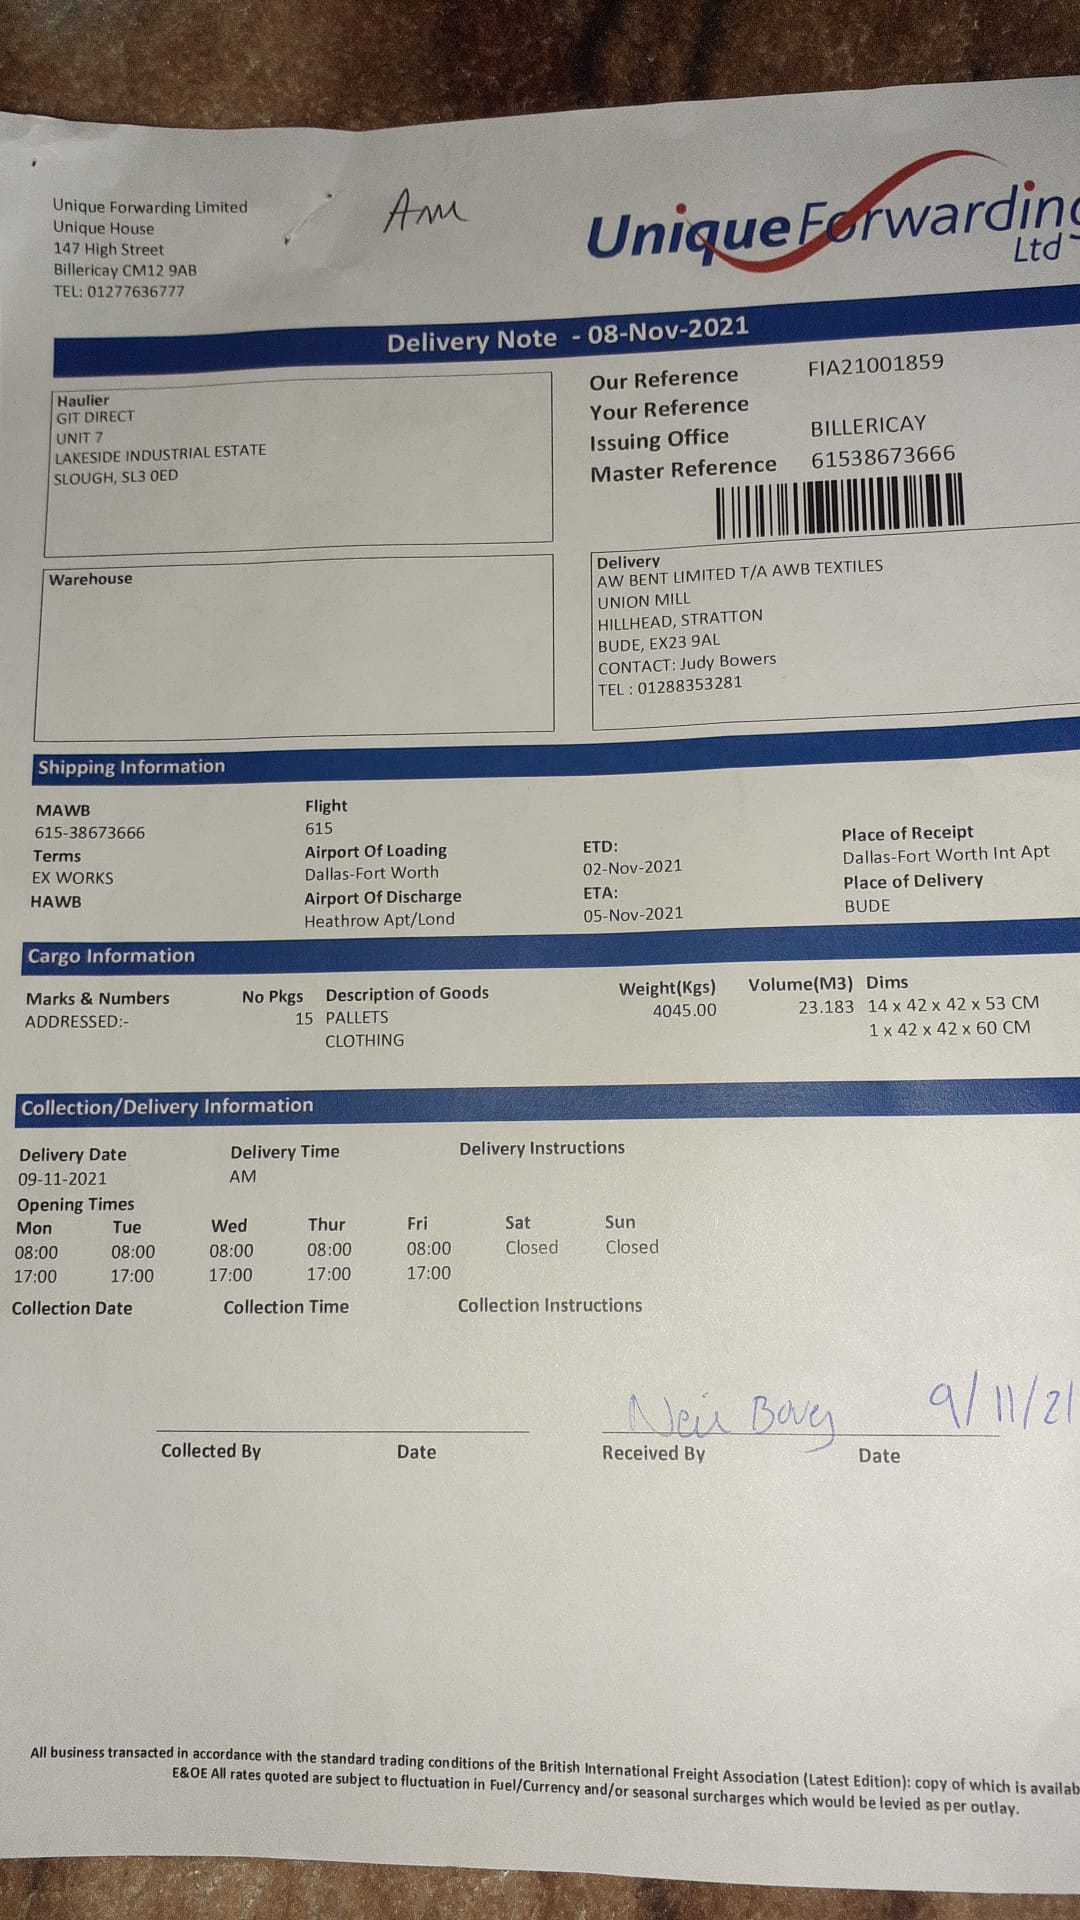 Unique Forwarding Limited
Unique House
147 High Street
Billericay CM12 9AB
TEL: 01277636777
Am
UniqueForwarding
Ltd
Delivery Note - 08-Nov-2021
Haulier
GIT DIRECT
UNIT 7
LAKESIDE INDUSTRIAL ESTATE
SLOUGH, SL3 0ED
Our Reference FIA21001859
Your Reference
Issuing Office BILLERICAY
Master Reference 61538673666
Warehouse
Delivery
AW BENT LIMITED T/A AWB TEXTILES
UNION MILL
HILLHEAD, STRATTON
BUDE, EX23 9AL
CONTACT: Judy Bowers
TEL : 01288353281
Shipping Information
MAWB
615-38673666
Terms
EX WORKS
HAWB
Flight
615
Airport Of Loading
Dallas-Fort Worth
Airport Of Discharge
Heathrow Apt/Lond
ETD:
02-Nov-2021
ETA:
05-Nov-2021
Place of Receipt
Dallas-Fort Worth Int Apt
Place of Delivery
BUDE
Cargo Information
Marks & Numbers No Pkgs Description of Goods Weight(Kgs) Volume(M3) Dims
ADDRESSED:- 15 PALLETS 4045.00 23.183 14 x 42 x 42 x 53 CM
CLOTHING 1 x 42 x 42 x 60 CM
Collection/Delivery Information
Delivery Date Delivery Time Delivery Instructions
09-11-2021 AM
Opening Times
Mon Tue Wed Thur Fri Sat Sun
08:00 08:00 08:00 08:00 08:00 Closed Closed
17:00 17:00 17:00 17:00 17:00
Collection Date Collection Time Collection Instructions
Neil Bovey 9/11/21
Collected By Date Received By Date
All business transacted in accordance with the standard trading conditions of the British International Freight Association (Latest Edition): copy of which is availab
E&OE All rates quoted are subject to fluctuation in Fuel/Currency and/or seasonal surcharges which would be levied as per outlay.